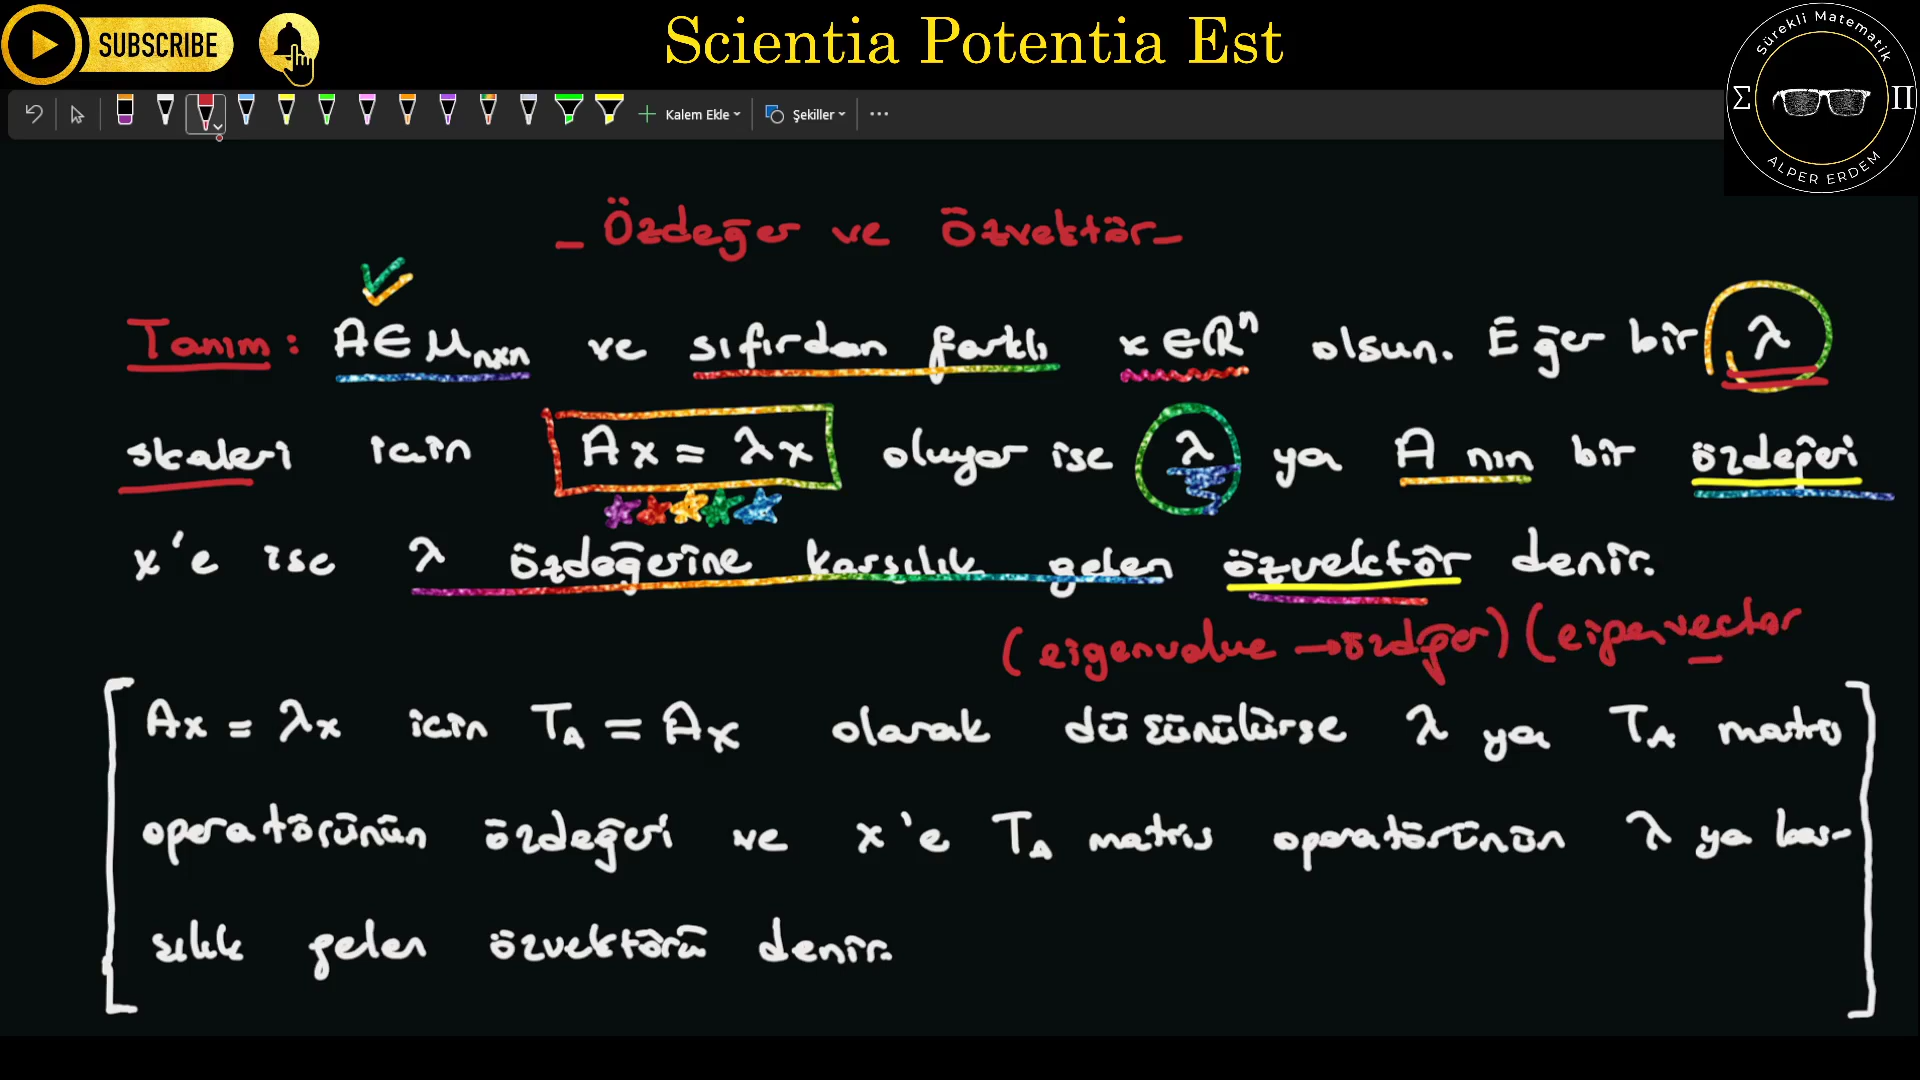 SUBSCRIBE
Scientia Potentia Est
Sürekli Matematik
Σ Π
ALPER ERDEM
Kalem Ekle
Şekiller
_ Özdeğer ve Özvektör _
Tanım: A∈M_nxn ve sıfırdan farklı x∈ℝ^n olsun. Eğer bir λ
skaleri için Ax = λx oluyor ise λ ya A nın bir özdeğeri
x'e ise λ özdeğerine karşılık gelen özvektör denir.
(eigenvalue → özdeğer) (eigenvector
Ax = λx için T_A = Ax olarak düşünülürse λ ya T_A matris
operatörünün özdeğeri ve x'e T_A matris operatörünün λ ya kar-
şılık gelen özvektörü denir.